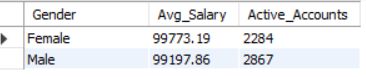 Gender Avg_Salary Active_Accounts
Female 99773.19 2284
Male 99197.86 2867